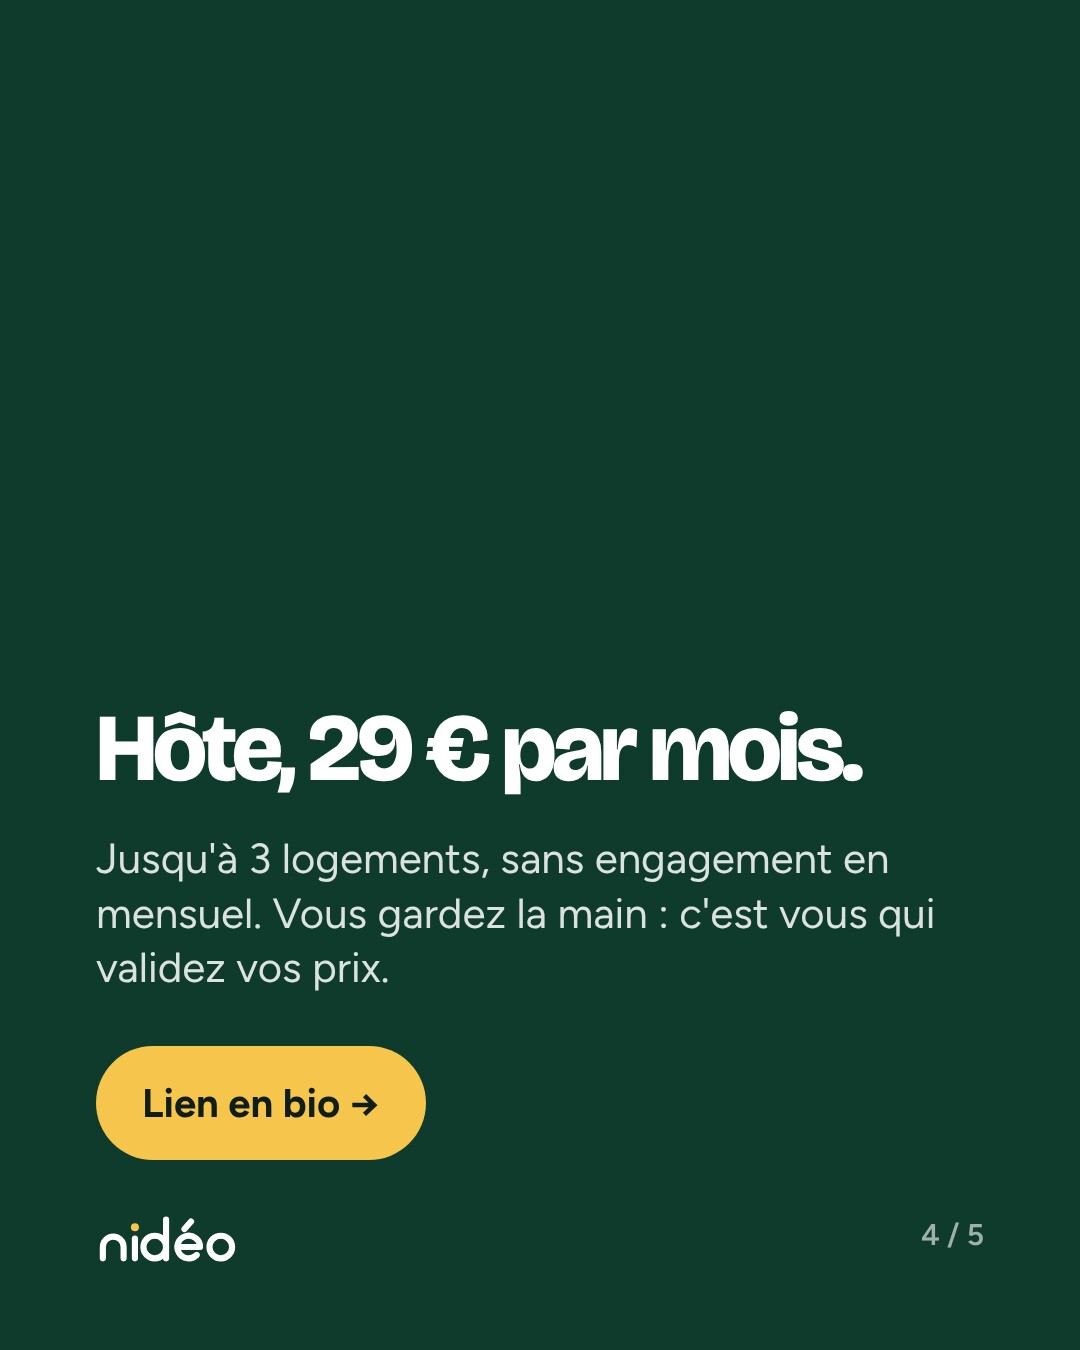 Hôte, 29 € par mois.
Jusqu'à 3 logements, sans engagement en
mensuel. Vous gardez la main : c'est vous qui
validez vos prix.
Lien en bio →
nidéo
4 / 5